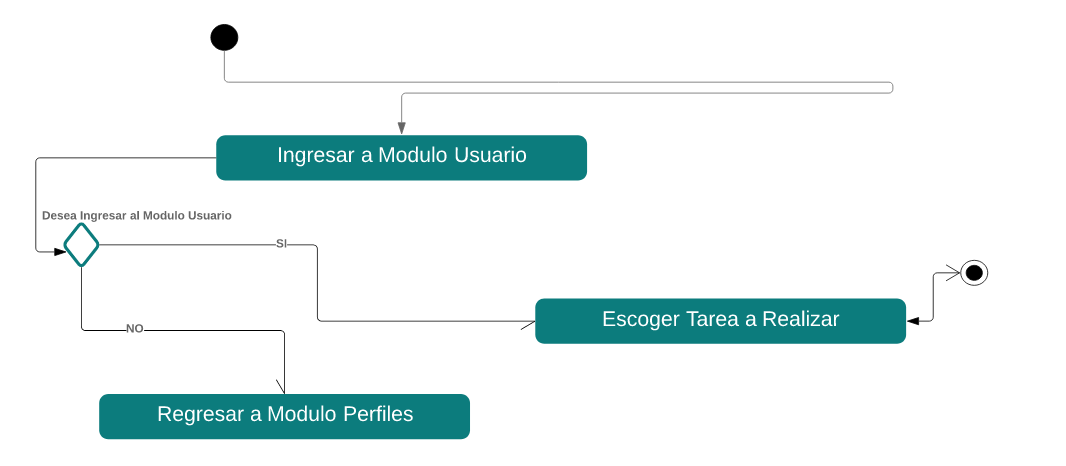 Ingresar a Modulo Usuario
Desea Ingresar al Modulo Usuario
SI
Escoger Tarea a Realizar
NO
Regresar a Modulo Perfiles